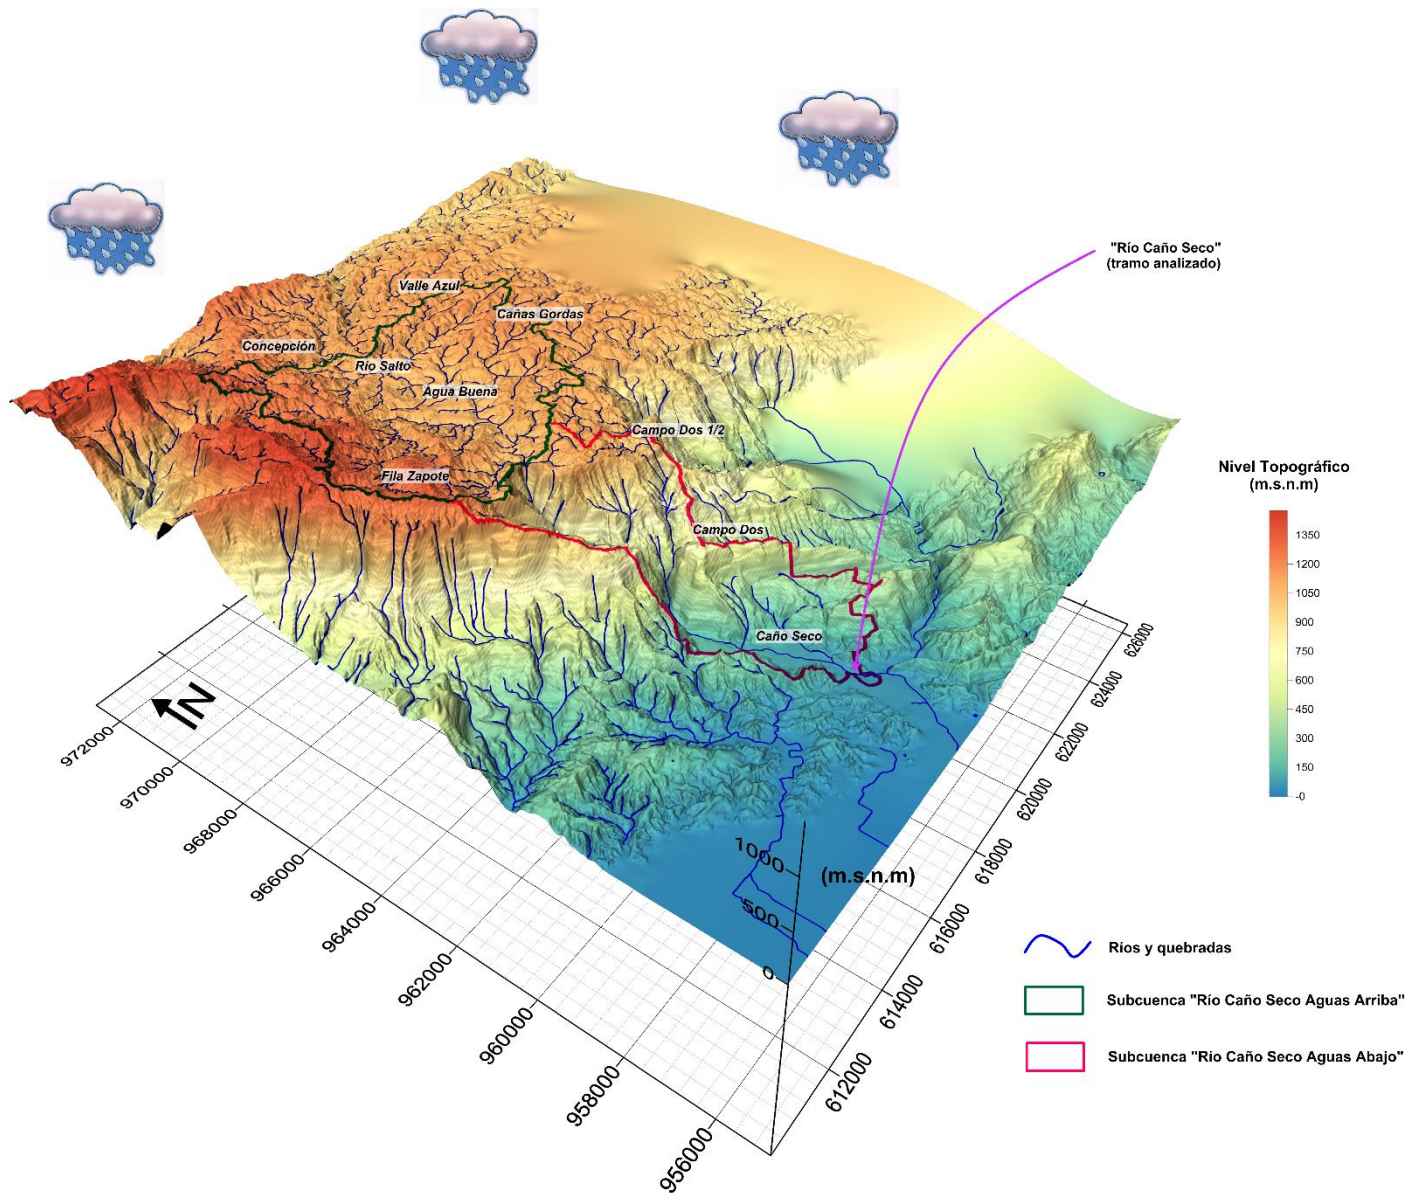 "Río Caño Seco"
(tramo analizado)
Valle Azul
Cañas Gordas
Concepción
Río Salto
Agua Buena
Campo Dos 1/2
Fila Zapote
Campo Dos
Caño Seco
Nivel Topográfico
(m.s.n.m)
1350
1200
1050
900
750
600
450
300
150
-0
N
972000
970000
968000
966000
964000
962000
960000
958000
956000
626000
624000
622000
620000
618000
616000
614000
612000
1000
500
0
(m.s.n.m)
Ríos y quebradas
Subcuenca "Río Caño Seco Aguas Arriba"
Subcuenca "Río Caño Seco Aguas Abajo"